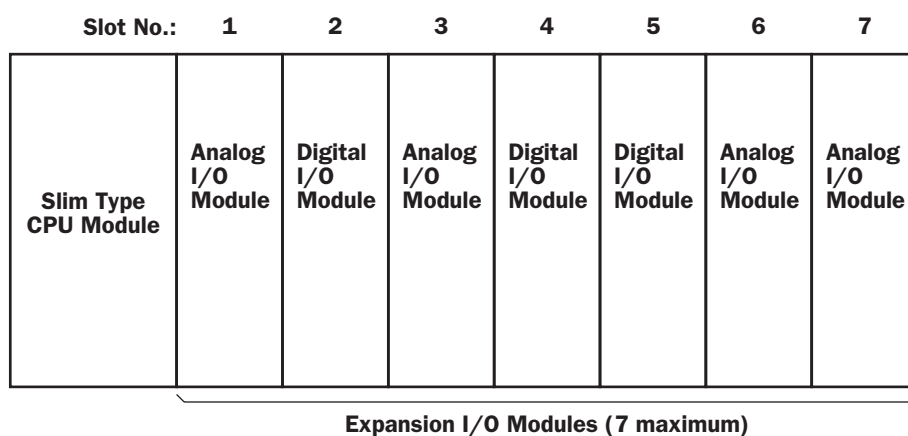 Slot No.: 1 2 3 4 5 6 7
Slim Type
CPU Module
Analog
I/O
Module
Digital
I/O
Module
Analog
I/O
Module
Digital
I/O
Module
Digital
I/O
Module
Analog
I/O
Module
Analog
I/O
Module
Expansion I/O Modules (7 maximum)